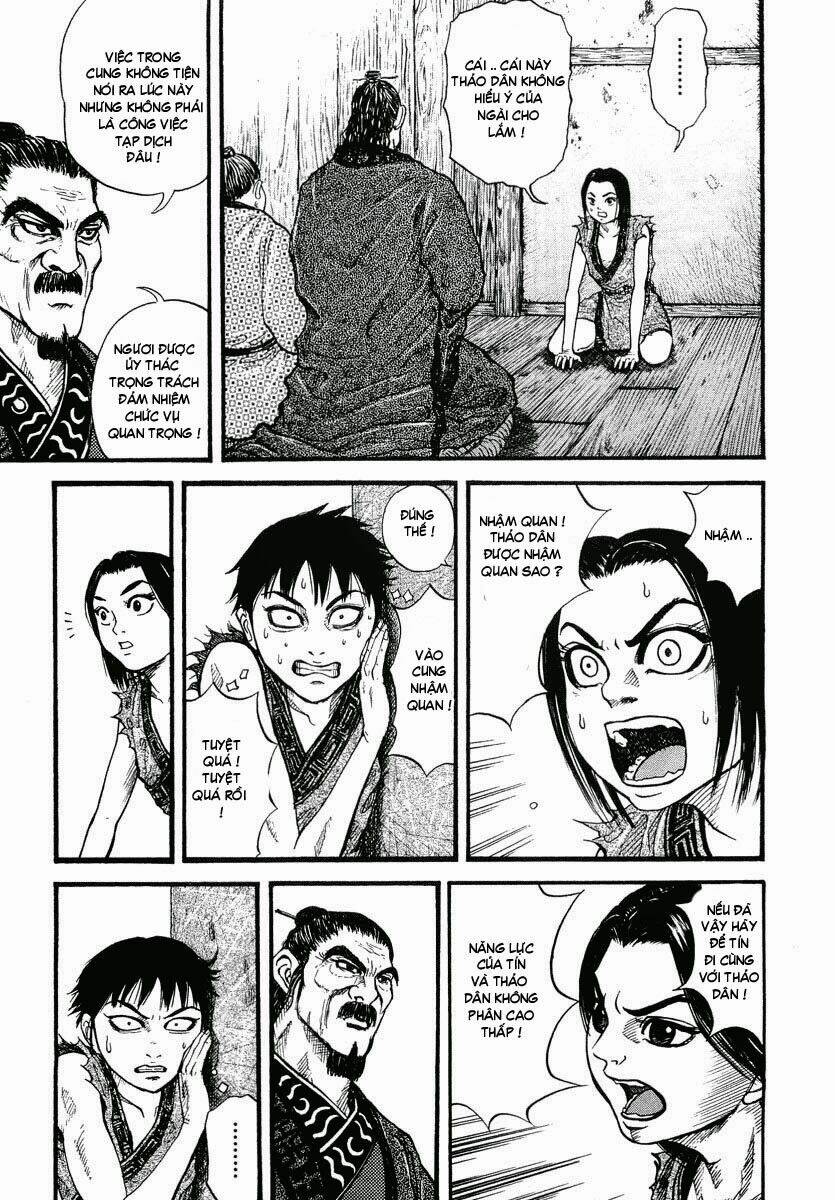 .........
CÁI .. CÁI NÀY
THẢO DÂN KHÔNG
HIỂU Ý CỦA
NGÀI CHO
LẮM !
VIỆC TRONG
CUNG KHÔNG TIỆN
NÓI RA LÚC NÀY
NHƯNG KHÔNG PHẢI
LÀ CÔNG VIỆC
TẠP DỊCH
ĐÂU !
NGƯƠI ĐƯỢC
ỦY THÁC
TRỌNG TRÁCH
ĐẢM NHIỆM
CHỨC VỤ
QUAN TRỌNG !
NHẬM ..
NHẬM QUAN !
THẢO DÂN
ĐƯỢC NHẬM
QUAN SAO ?
ĐÚNG
THẾ !
VÀO
CUNG
NHẬM
QUAN !
TUYỆT
QUÁ !
TUYỆT
QUÁ RỒI !
NẾU ĐÃ
VẬY HÃY
ĐỂ TÍN
ĐI CÙNG
VỚI THẢO
DÂN !
NĂNG LỰC
CỦA TÍN
VÀ THẢO
DÂN KHÔNG
PHÂN CAO
THẤP !
.........